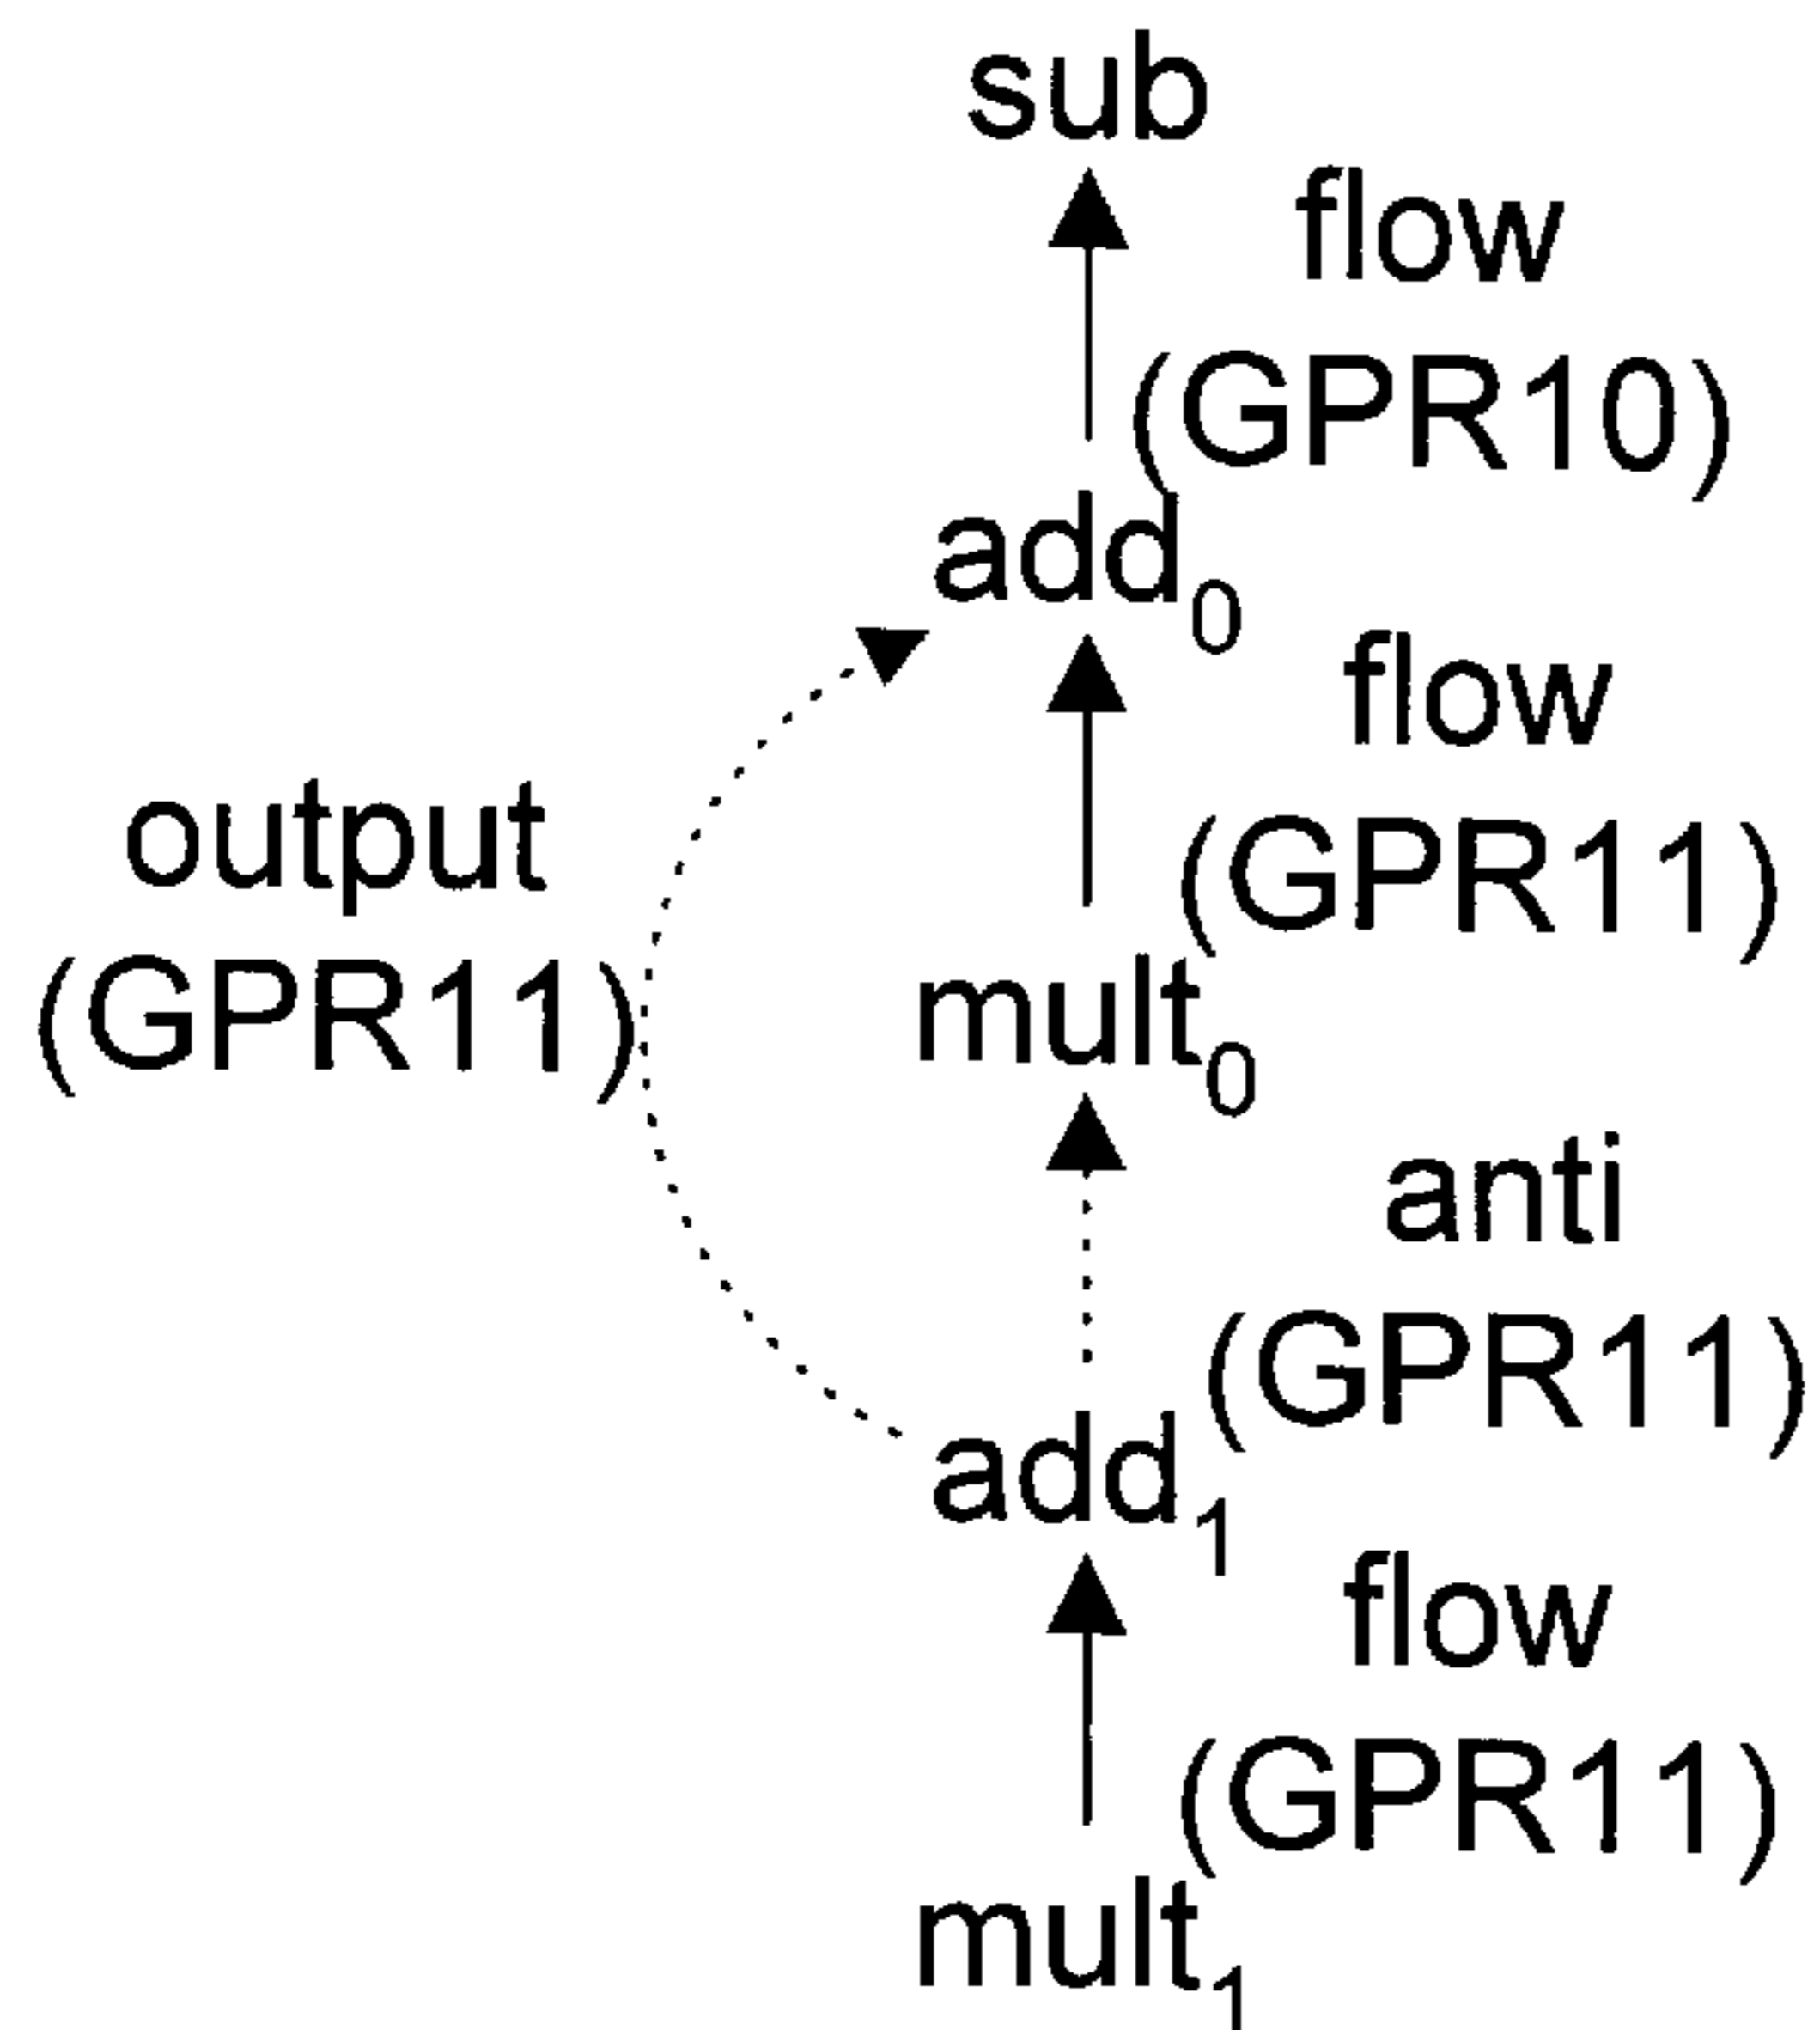 sub
flow
(GPR10)
add₀
flow
(GPR11)
output
(GPR11)
mult₀
anti
(GPR11)
add₁
flow
(GPR11)
mult₁